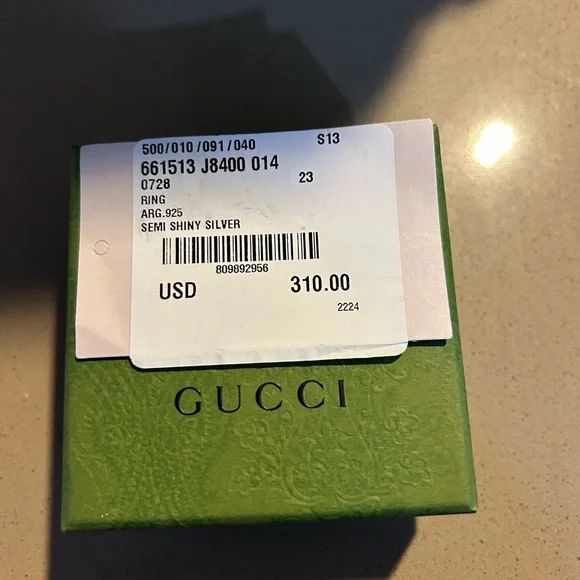 500/010/091/040 S13
661513 J8400 014
0728 23
RING
ARG.925
SEMI SHINY SILVER
809892956
USD 310.00
2224
GUCCI